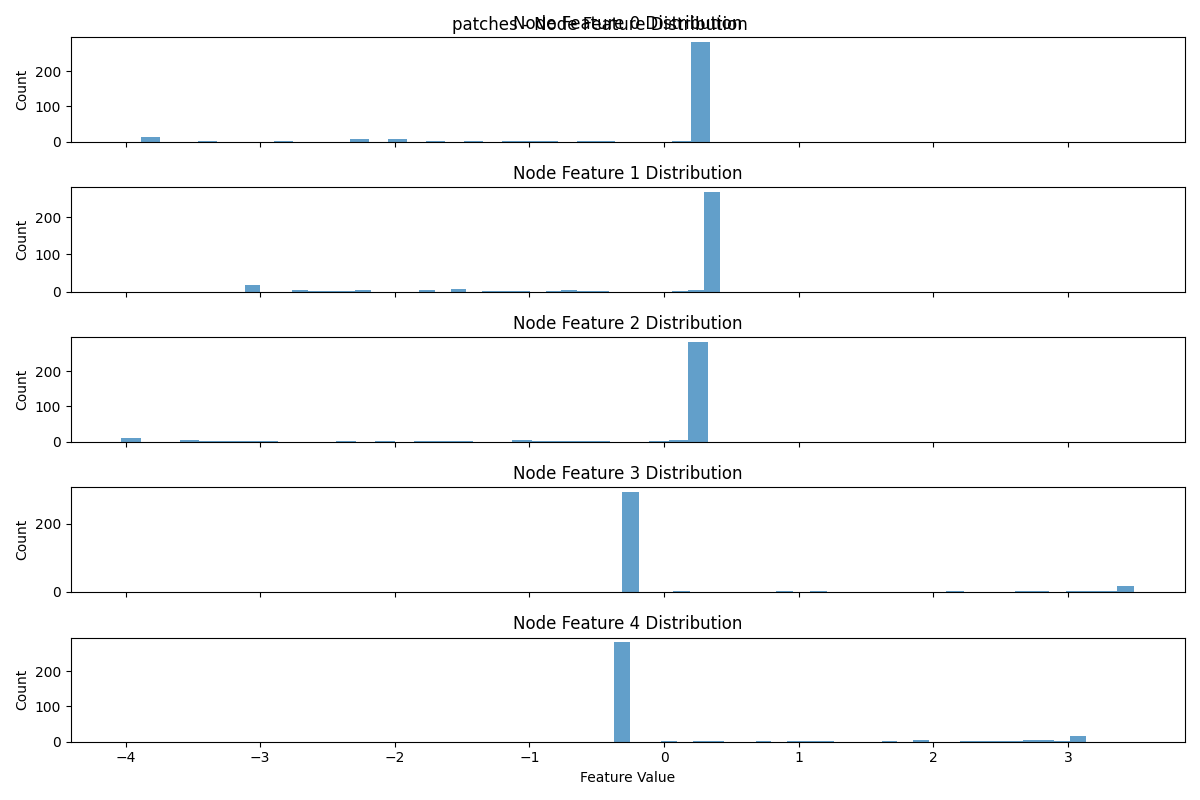 patches - Node Feature Distribution
Node Feature 0 Distribution
Count
200
100
0
Node Feature 1 Distribution
Count
200
100
0
Node Feature 2 Distribution
Count
200
100
0
Node Feature 3 Distribution
Count
200
0
Node Feature 4 Distribution
Count
200
100
0
−4 −3 −2 −1 0 1 2 3
Feature Value